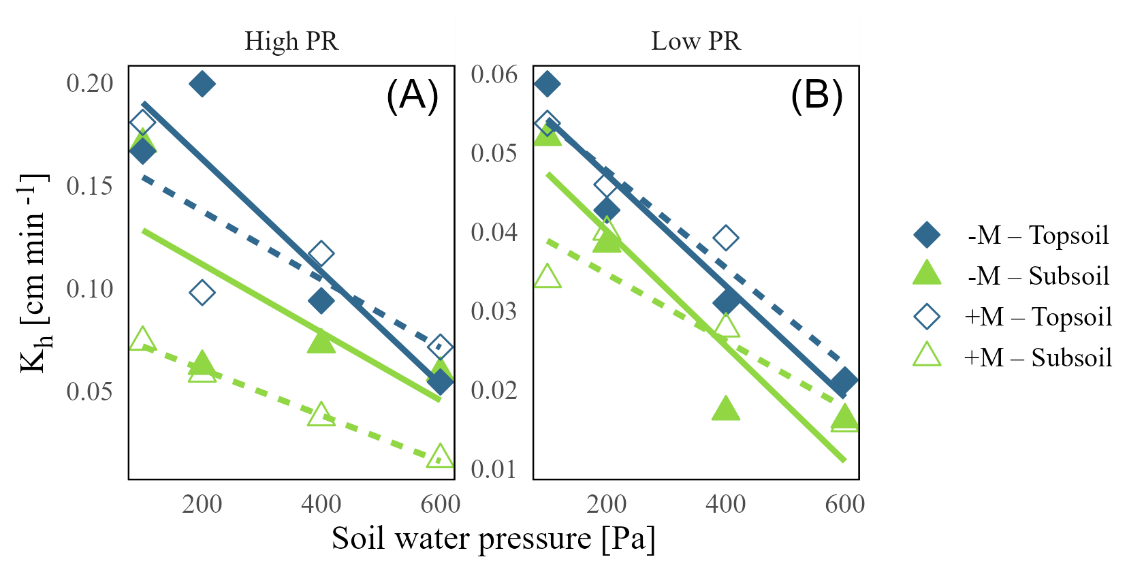 High PR
Low PR
(A)
(B)
0.20
0.15
0.10
0.05
0.06
0.05
0.04
0.03
0.02
0.01
K_h [cm min⁻¹]
200 400 600
200 400 600
Soil water pressure [Pa]
-M – Topsoil
-M – Subsoil
+M – Topsoil
+M – Subsoil